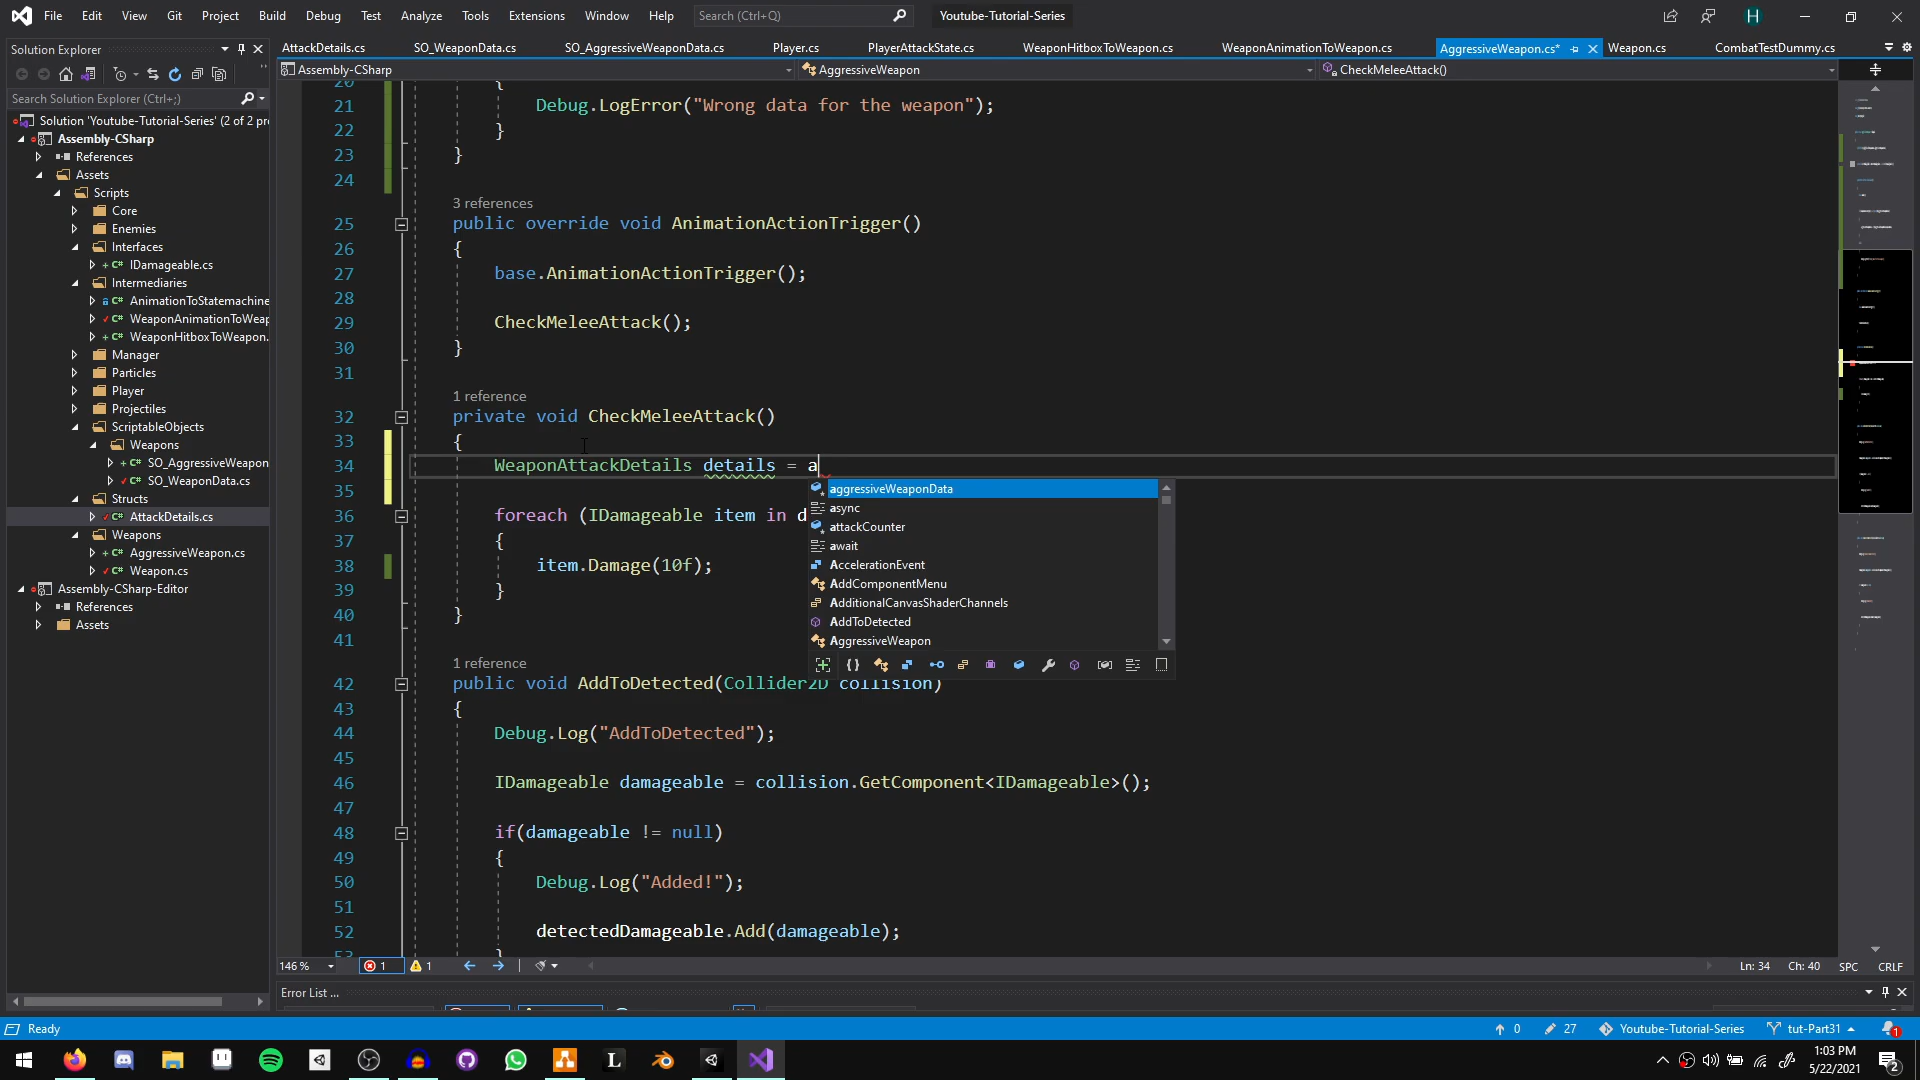 File Edit View Git Project Build Debug Test Analyze Tools Extensions Window Help Search (Ctrl+Q) Youtube-Tutorial-Series H
Solution Explorer
Search Solution Explorer (Ctrl+;)
Solution 'Youtube-Tutorial-Series' (2 of 2 pr
Assembly-CSharp
References
Assets
Scripts
Core
Enemies
Interfaces
IDamageable.cs
Intermediaries
AnimationToStatemachine
WeaponAnimationToWeap
WeaponHitboxToWeapon.
Manager
Particles
Player
Projectiles
ScriptableObjects
Weapons
SO_AggressiveWeapon
SO_WeaponData.cs
Structs
AttackDetails.cs
Weapons
AggressiveWeapon.cs
Weapon.cs
Assembly-CSharp-Editor
References
Assets
AttackDetails.cs SO_WeaponData.cs SO_AggressiveWeaponData.cs Player.cs PlayerAttackState.cs WeaponHitboxToWeapon.cs WeaponAnimationToWeapon.cs AggressiveWeapon.cs* Weapon.cs CombatTestDummy.cs
Assembly-CSharp AggressiveWeapon CheckMeleeAttack()
20 {
21 Debug.LogError("Wrong data for the weapon");
22 }
23 }
24
3 references
25 public override void AnimationActionTrigger()
26 {
27 base.AnimationActionTrigger();
28
29 CheckMeleeAttack();
30 }
31
1 reference
32 private void CheckMeleeAttack()
33 {
34 WeaponAttackDetails details = a
35
36 foreach (IDamageable item in d
37 {
38 item.Damage(10f);
39 }
40 }
41
1 reference
42 public void AddToDetected(Collider2D collision)
43 {
44 Debug.Log("AddToDetected");
45
46 IDamageable damageable = collision.GetComponent<IDamageable>();
47
48 if(damageable != null)
49 {
50 Debug.Log("Added!");
51
52 detectedDamageable.Add(damageable);
53 }
aggressiveWeaponData
async
attackCounter
await
AccelerationEvent
AddComponentMenu
AdditionalCanvasShaderChannels
AddToDetected
AggressiveWeapon
146 % 1 1 Ln: 34 Ch: 40 SPC CRLF
Error List ...
Ready 0 27 Youtube-Tutorial-Series tut-Part31 1
1:03 PM
5/22/2021
2